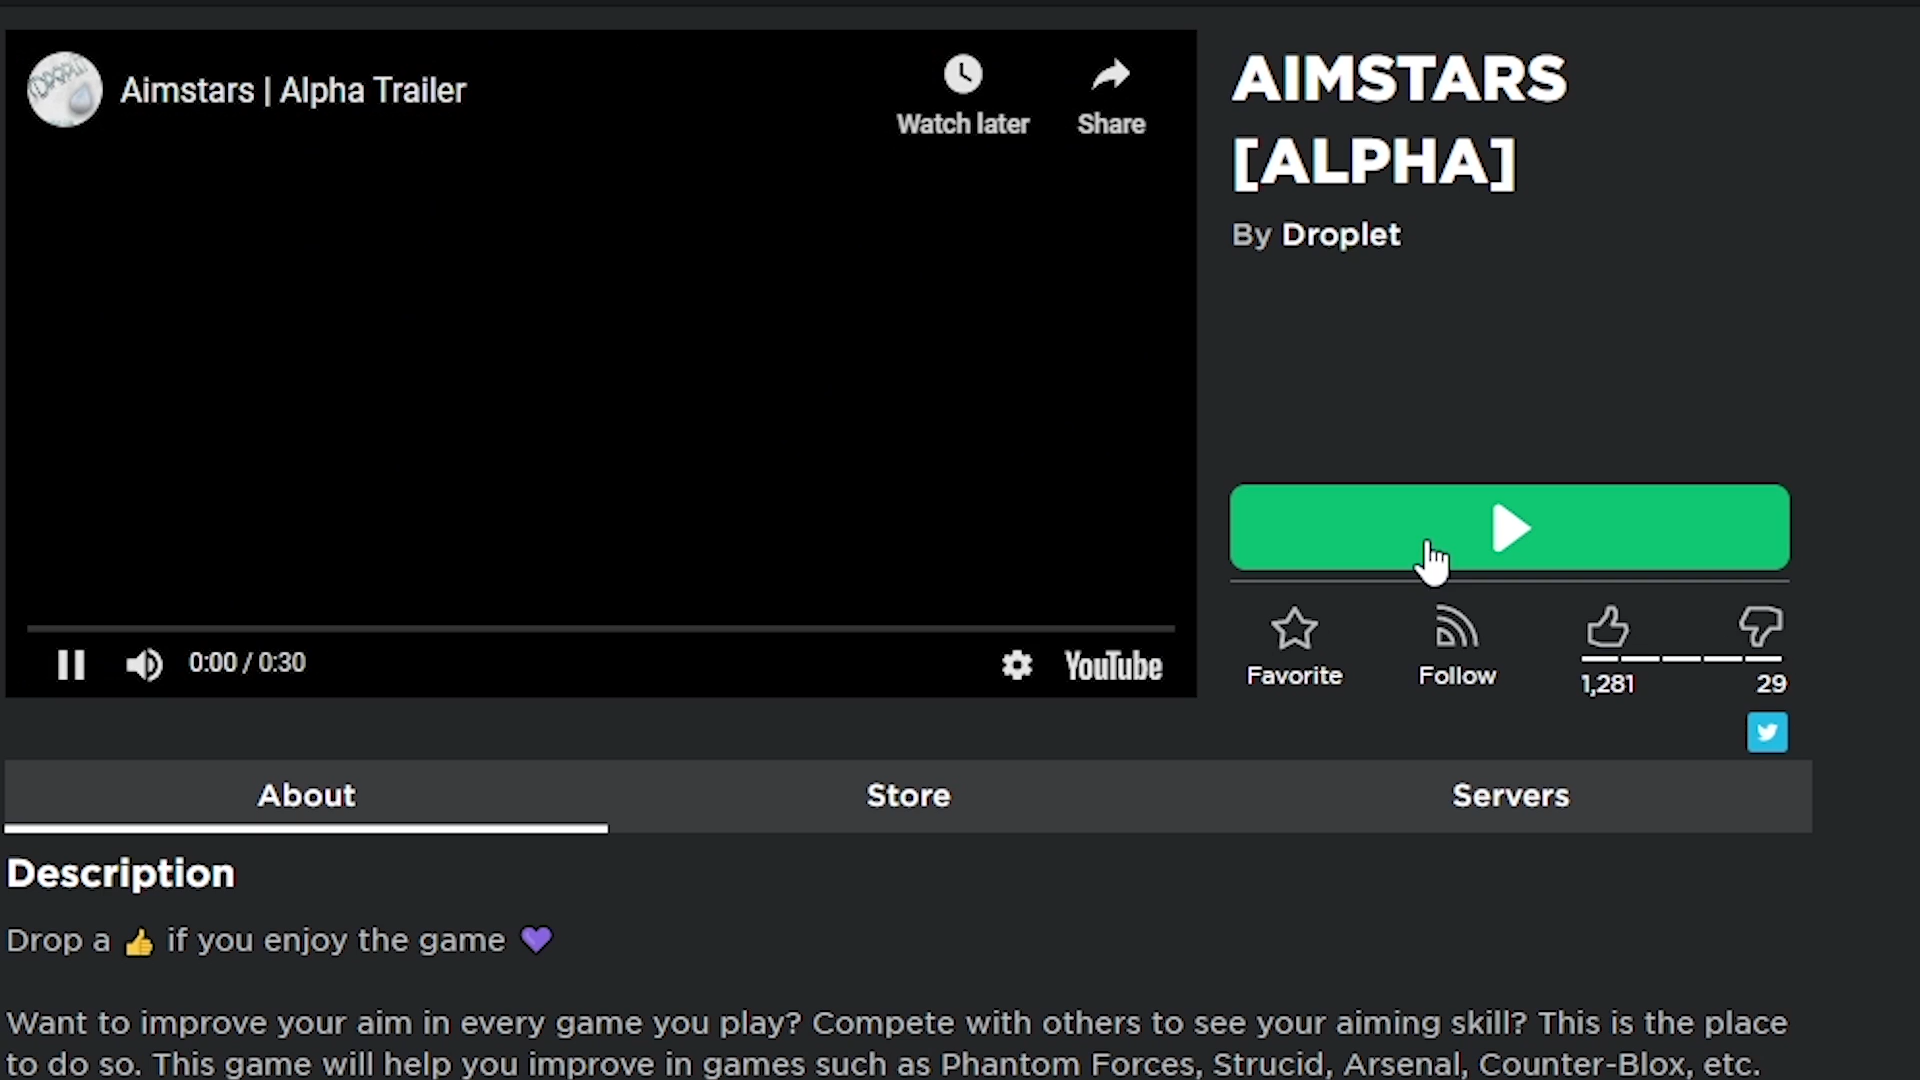 Aimstars | Alpha Trailer
Watch later
Share
AIMSTARS
[ALPHA]
By Droplet
0:00 / 0:30
YouTube
Favorite
Follow
1,281
29
About
Store
Servers
Description
Drop a 👍 if you enjoy the game 💜
Want to improve your aim in every game you play? Compete with others to see your aiming skill? This is the place
to do so. This game will help you improve in games such as Phantom Forces, Strucid, Arsenal, Counter-Blox, etc.